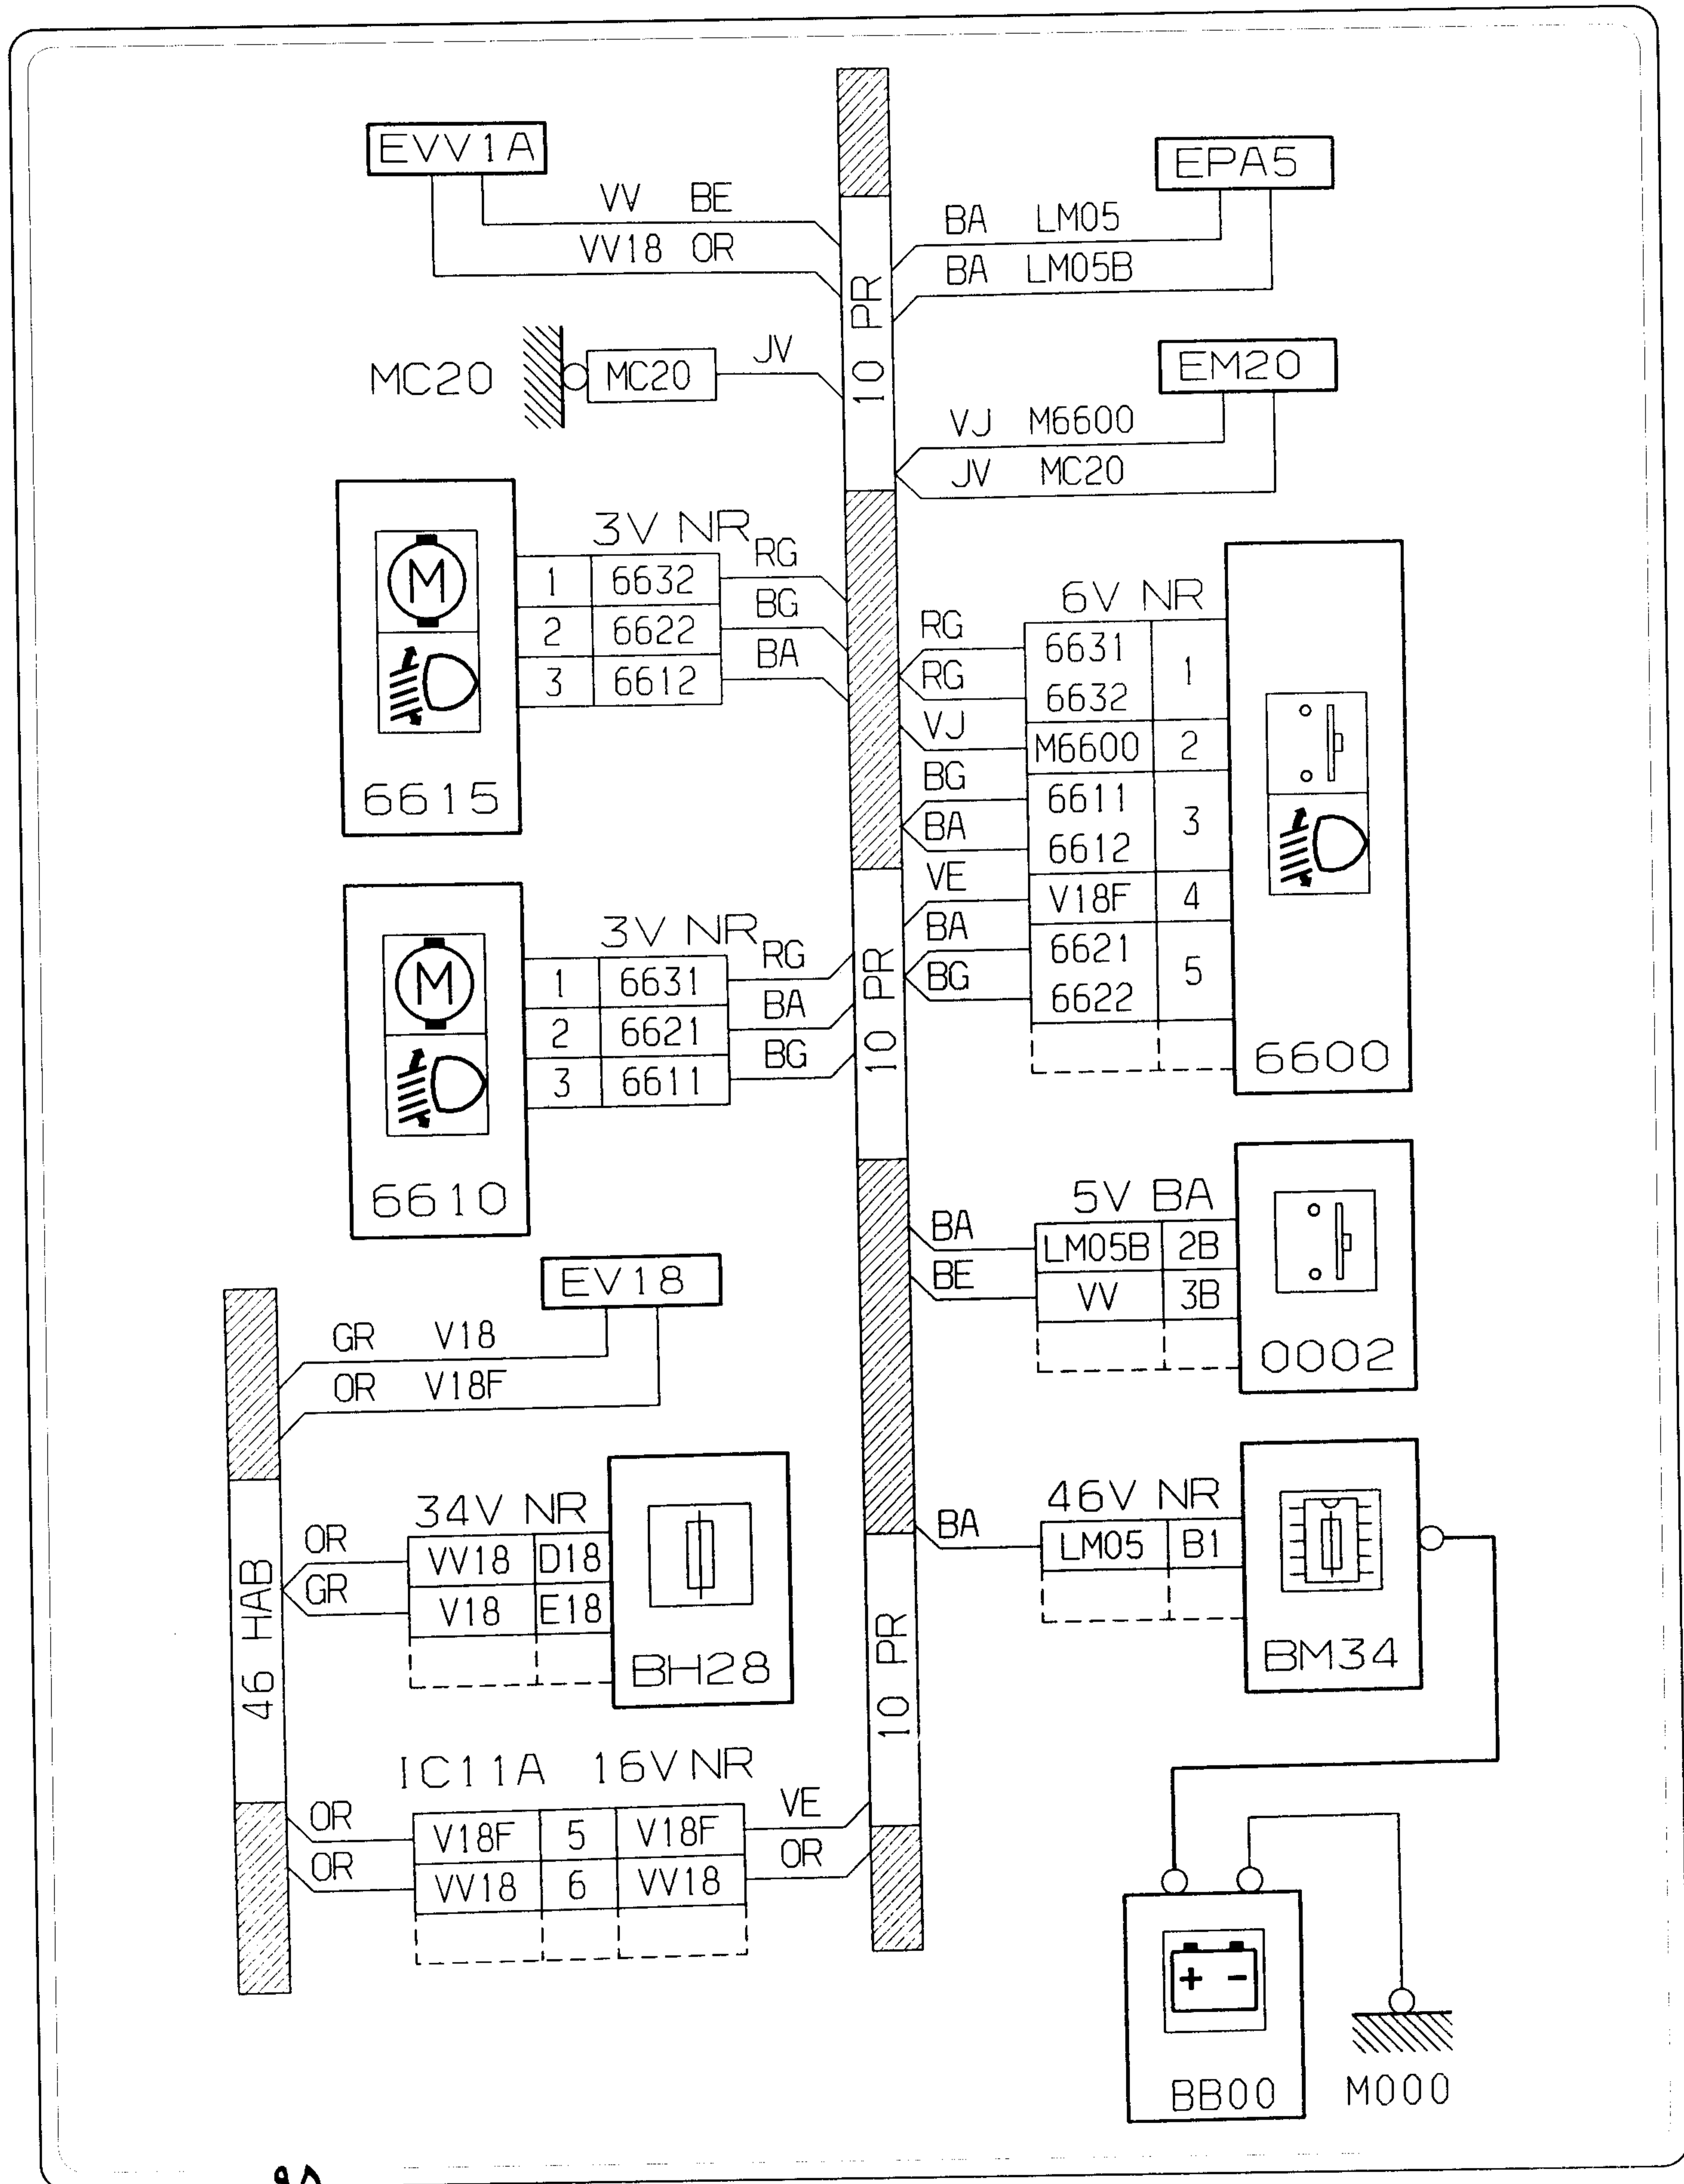 EVV1A
VV BE
VV18 OR
EPA5
BA LM05
BA LM05B
10 PR
MC20
MC20
JV
EM20
VJ M6600
JV MC20
3V NR
1 6632 RG
2 6622 BG
3 6612 BA
M
6615
6V NR
RG 6631
RG 6632
1
VJ M6600 2
BG 6611
BA 6612
3
VE V18F 4
BA 6621
BG 6622
5
6600
3V NR
1 6631 RG
2 6621 BA
3 6611 BG
M
6610
10 PR
5V BA
BA LM05B 2B
BE VV 3B
0002
EV18
GR V18
OR V18F
46 HAB
34V NR
OR VV18 D18
GR V18 E18
BH28
46V NR
BA LM05 B1
BM34
10 PR
IC11A 16V NR
OR V18F 5 V18F VE
OR VV18 6 VV18 OR
+ −
BB00
M000